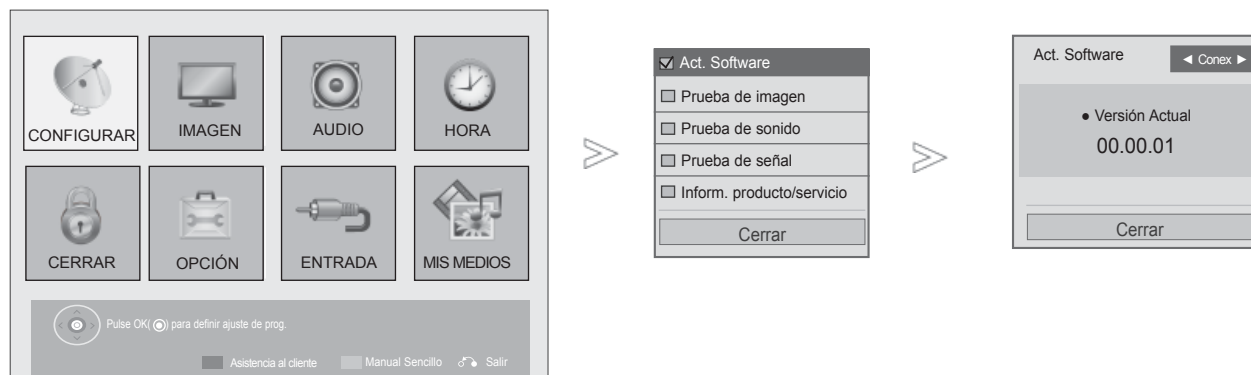 CONFIGURAR
IMAGEN
AUDIO
HORA
CERRAR
OPCIÓN
ENTRADA
MIS MEDIOS
Pulse OK( ) para definir ajuste de prog.
Asistencia al cliente
Manual Sencillo
Salir
Act. Software
Prueba de imagen
Prueba de sonido
Prueba de señal
Inform. producto/servicio
Cerrar
Act. Software
◄ Conex ►
● Versión Actual
00.00.01
Cerrar